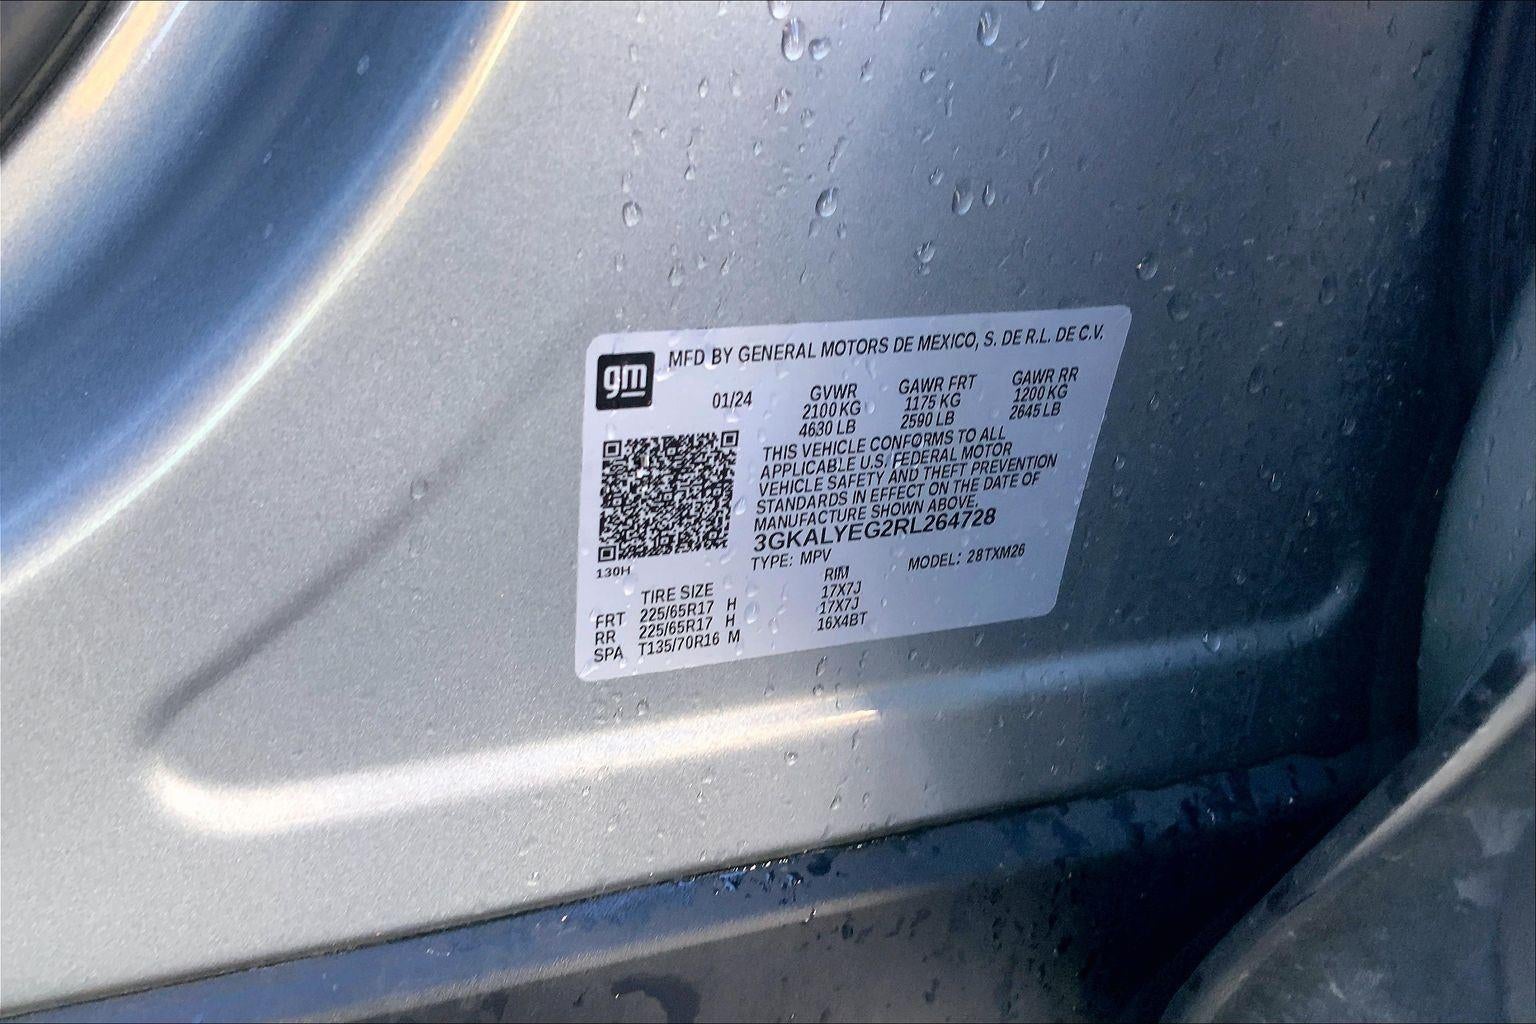 gm MFD BY GENERAL MOTORS DE MEXICO, S. DE R.L. DE C.V.
01/24 GVWR GAWR FRT GAWR RR
2100 KG 1175 KG 1200 KG
4630 LB 2590 LB 2645 LB
THIS VEHICLE CONFORMS TO ALL
APPLICABLE U.S. FEDERAL MOTOR
VEHICLE SAFETY AND THEFT PREVENTION
STANDARDS IN EFFECT ON THE DATE OF
MANUFACTURE SHOWN ABOVE.
3GKALYEG2RL264728
TYPE: MPV MODEL: 28TXM26
130H
TIRE SIZE RIM
FRT 225/65R17 H 17X7J
RR 225/65R17 H 17X7J
SPA T135/70R16 M 16X4BT